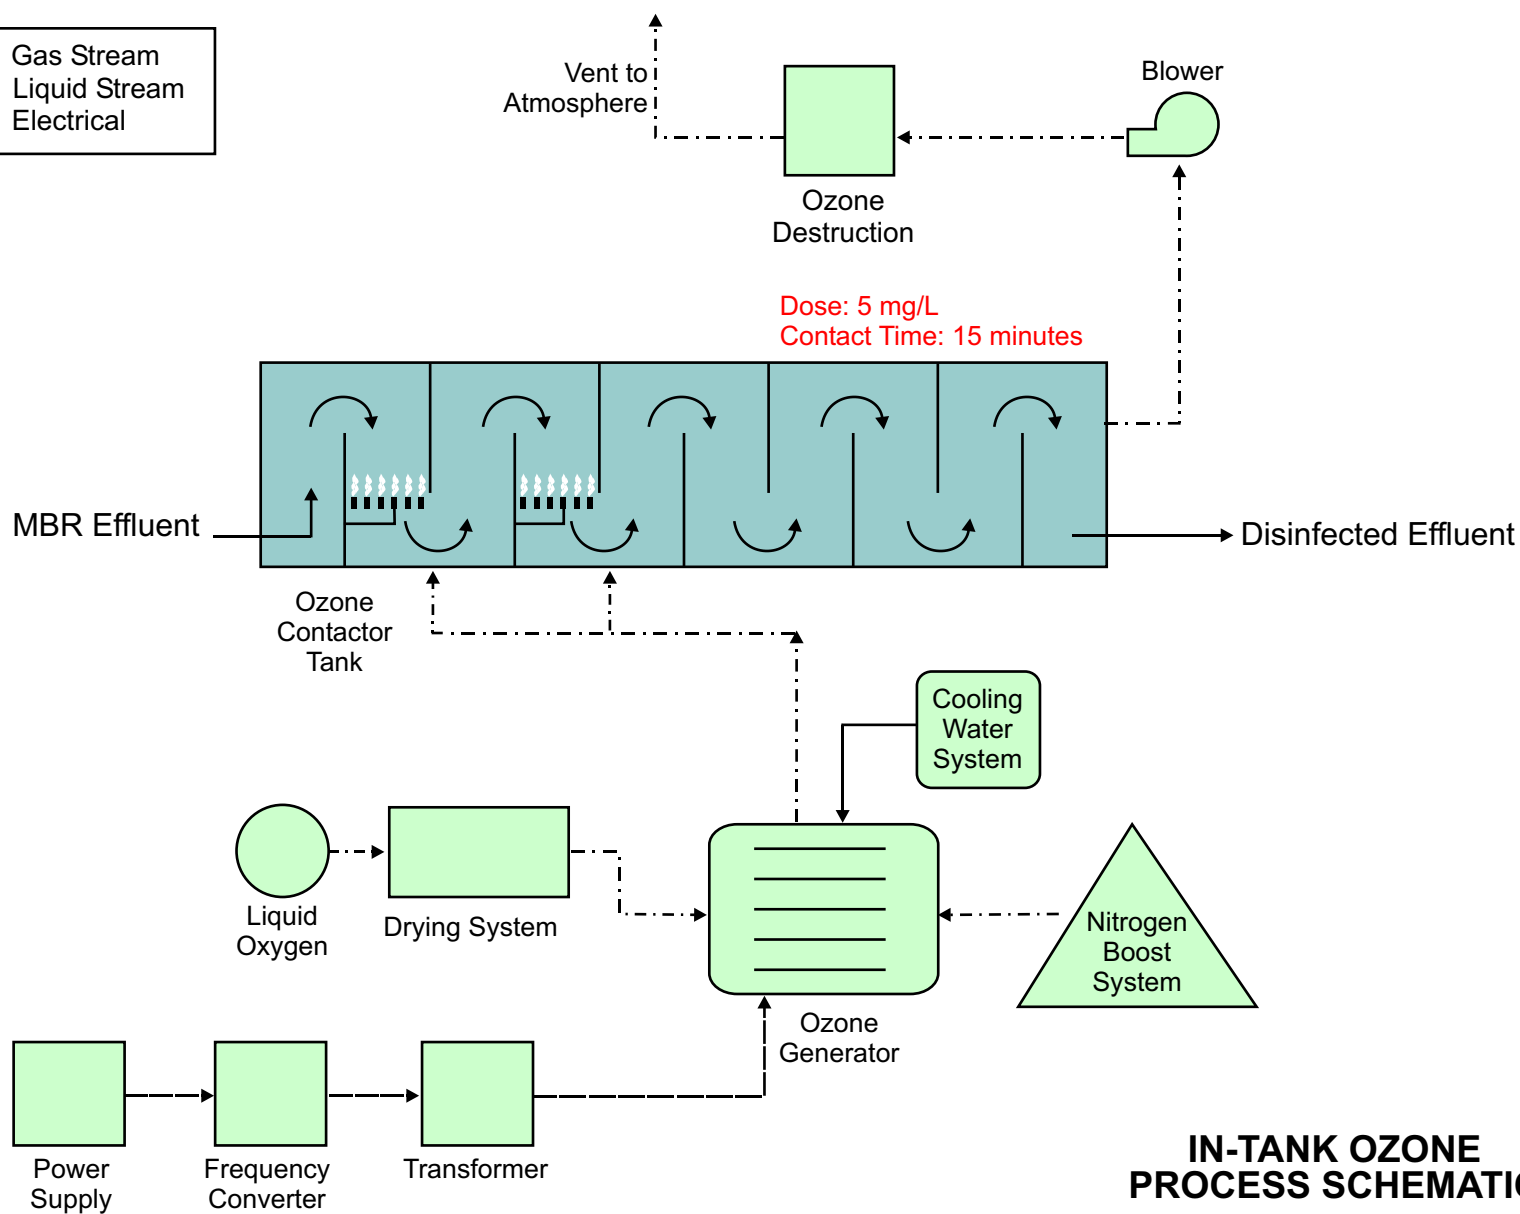 Gas Stream
Liquid Stream
Electrical
Vent to
Atmosphere
Blower
Ozone
Destruction
Dose: 5 mg/L
Contact Time: 15 minutes
MBR Effluent
Disinfected Effluent
Ozone
Contactor
Tank
Cooling
Water
System
Liquid
Oxygen
Drying System
Nitrogen
Boost
System
Ozone
Generator
Power
Supply
Frequency
Converter
Transformer
IN-TANK OZONE
PROCESS SCHEMATIC